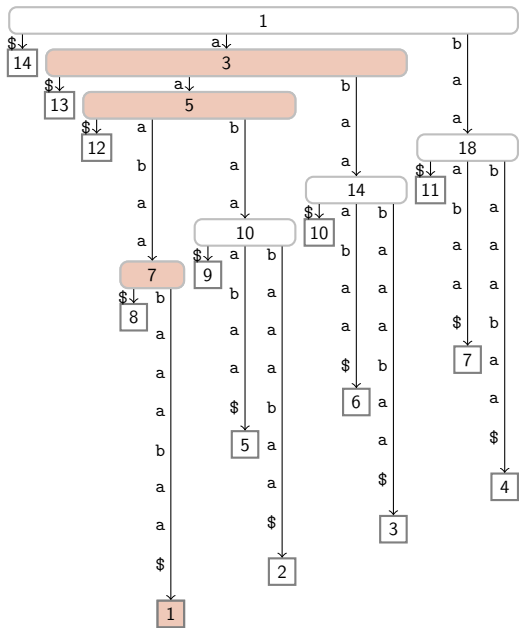 1
$ a b
14 3
$ a b a
13 5
$ a b a a
12 18
b a a $ a b
14 11
a a $ a b b a
10 10
a $ a b b a a a
7 9
$ b b a a a a a
8
a a a a a $ b
7
a a a $ b a
6
a $ b a a
5
b a a $
4
a a $
3
a $
2
$
1